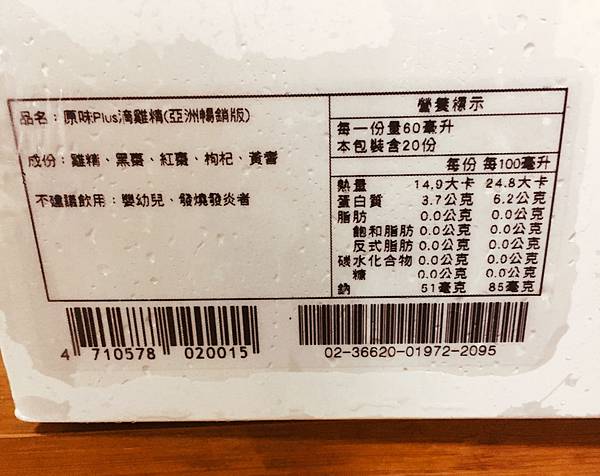 品名：原味Plus滴雞精(亞洲暢銷版)
成份：雞精、黑棗、紅棗、枸杞、黃耆
不建議飲用：嬰幼兒、發燒發炎者
營養標示
每一份量60毫升
本包裝含20份
每份 每100毫升
熱量 14.9大卡 24.8大卡
蛋白質 3.7公克 6.2公克
脂肪 0.0公克 0.0公克
飽和脂肪 0.0公克 0.0公克
反式脂肪 0.0公克 0.0公克
碳水化合物 0.0公克 0.0公克
糖 0.0公克 0.0公克
鈉 51毫克 85毫克
4 710578 020015
02-36620-01972-2095